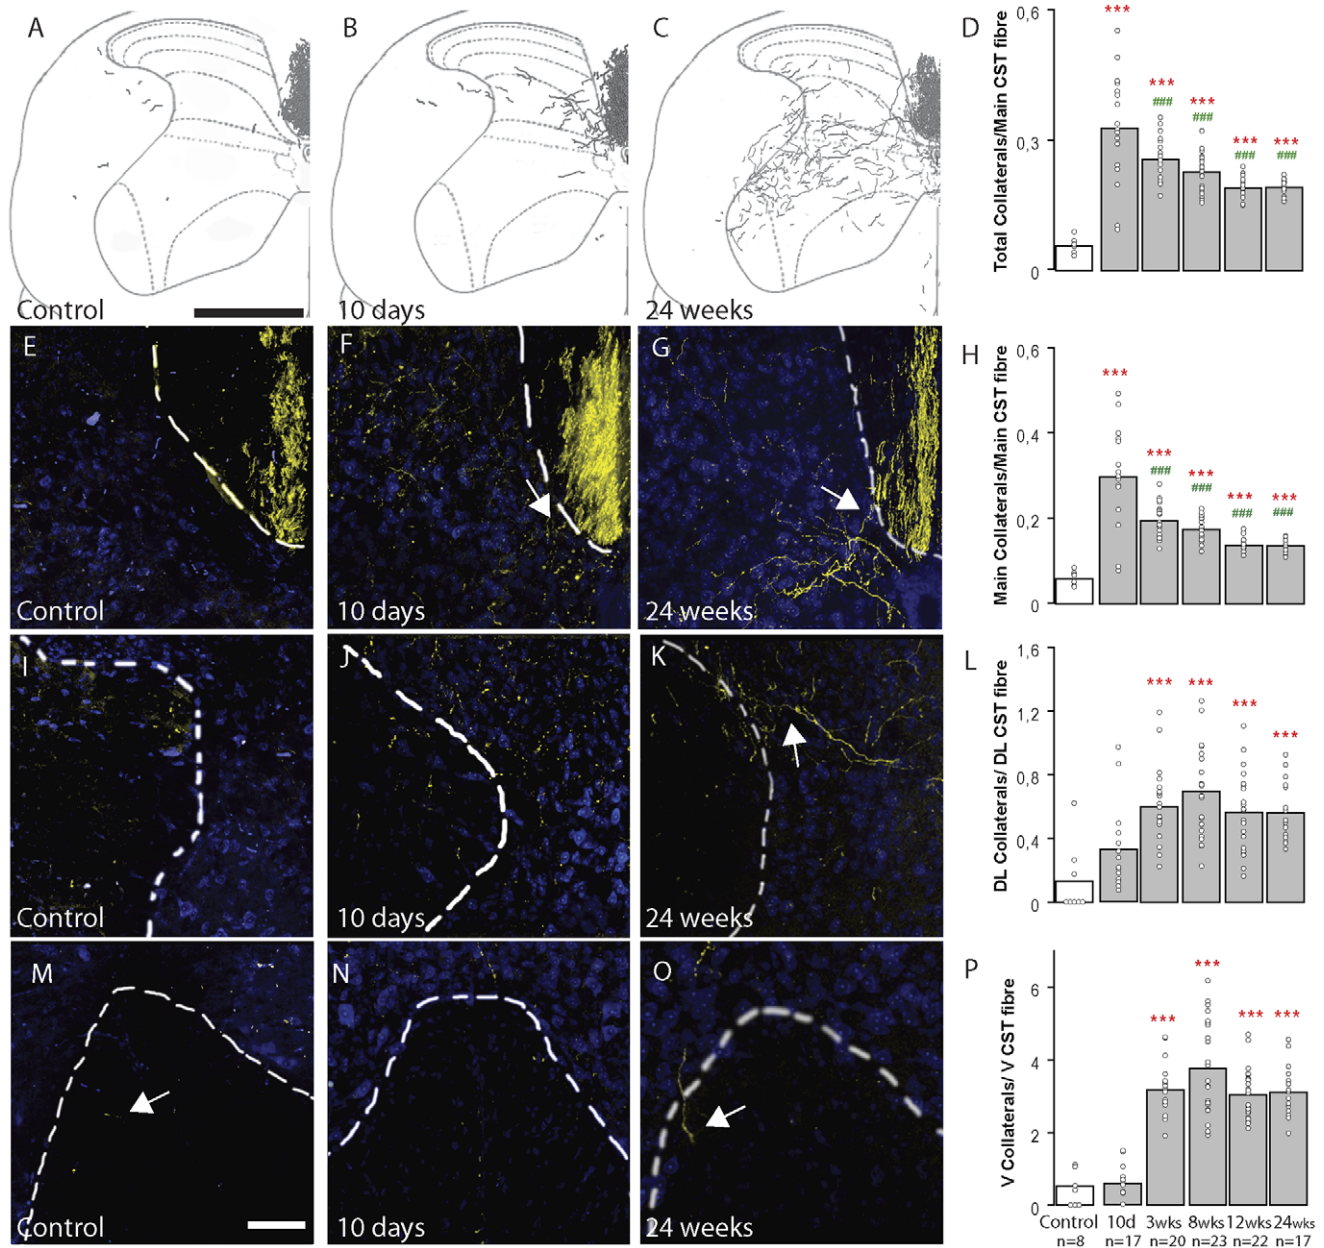 A
B
C
Control
10 days
24 weeks
D
Total Collaterals/Main CST fibre
0,6
0,3
0
***
***
###
***
###
***
###
***
###
E
Control
F
10 days
G
24 weeks
H
Main Collaterals/Main CST fibre
0,6
0,4
0,2
0
***
***
###
***
###
***
###
***
###
I
Control
J
10 days
K
24 weeks
L
DL Collaterals/ DL CST fibre
1,6
1,2
0,8
0,4
0
***
***
***
***
M
Control
N
10 days
O
24 weeks
P
V Collaterals/ V CST fibre
6
4
2
0
***
***
***
***
Control 10d 3wks 8wks 12wks 24wks
n=8 n=17 n=20 n=23 n=22 n=17